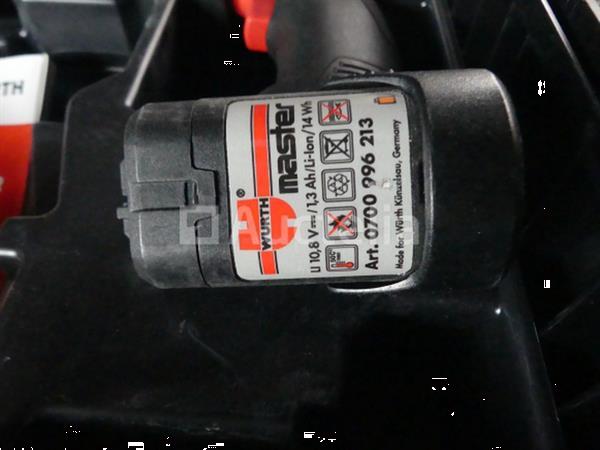 WÜRTH
master
U 10,8 V⎓/1,3 Ah/Li-Ion/14 Wh
Art. 0700 996 213
Made for Würth Künzelsau, Germany
RTH